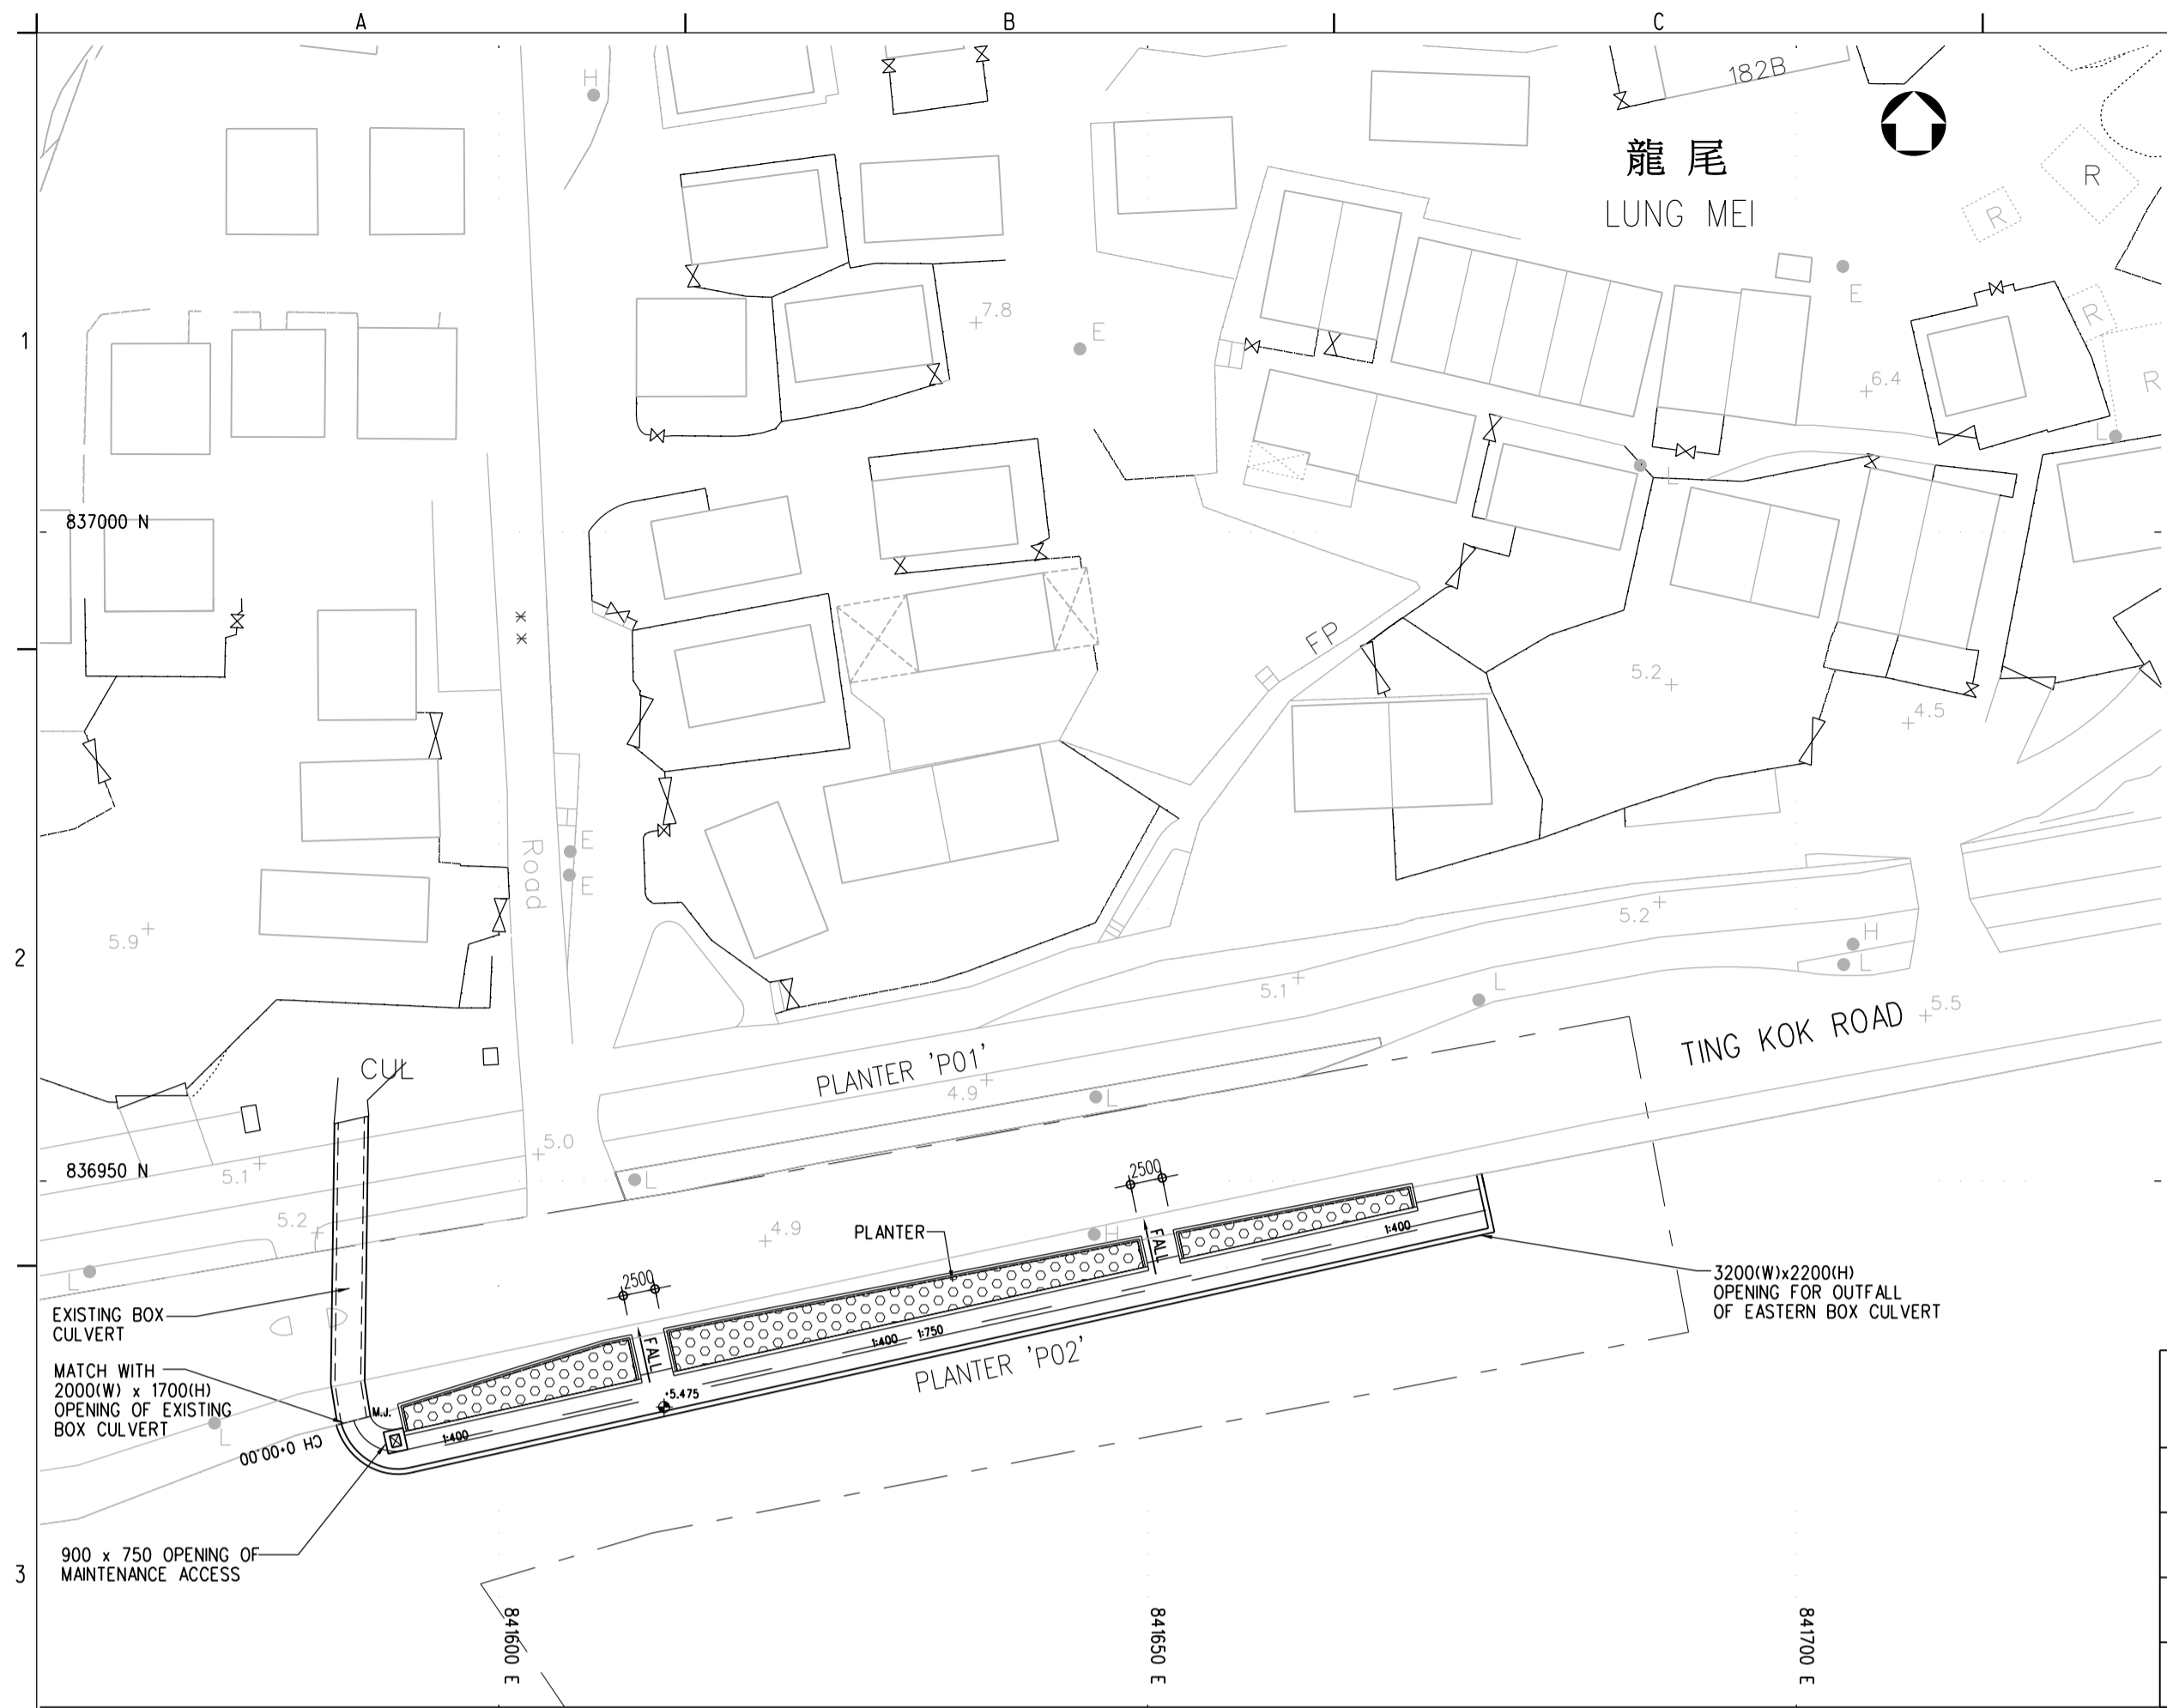 A
B
C
H
182B
龍尾
LUNG MEI
R
R
R
R
E
1
7.8
E
6.4
L
L
837000 N
FP
5.2
4.5
Road
E
E
5.9
2
5.2
H
L
5.1
L
5.5
TING KOK ROAD
CUL
PLANTER 'P01'
4.9
L
5.0
836950 N
5.1
L
2500
5.2
4.9
PLANTER
H
FALL
1:400
L
2500
3200(W)x2200(H)
OPENING FOR OUTFALL
OF EASTERN BOX CULVERT
EXISTING BOX
CULVERT
FALL
1:400
1:750
PLANTER 'P02'
MATCH WITH
2000(W) x 1700(H)
OPENING OF EXISTING
BOX CULVERT
+5.475
M.J.
L
1:400
CH 0+00.00
900 x 750 OPENING OF
MAINTENANCE ACCESS
3
841600 E
841650 E
841700 E